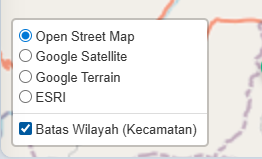 Open Street Map
Google Satellite
Google Terrain
ESRI
Batas Wilayah (Kecamatan)